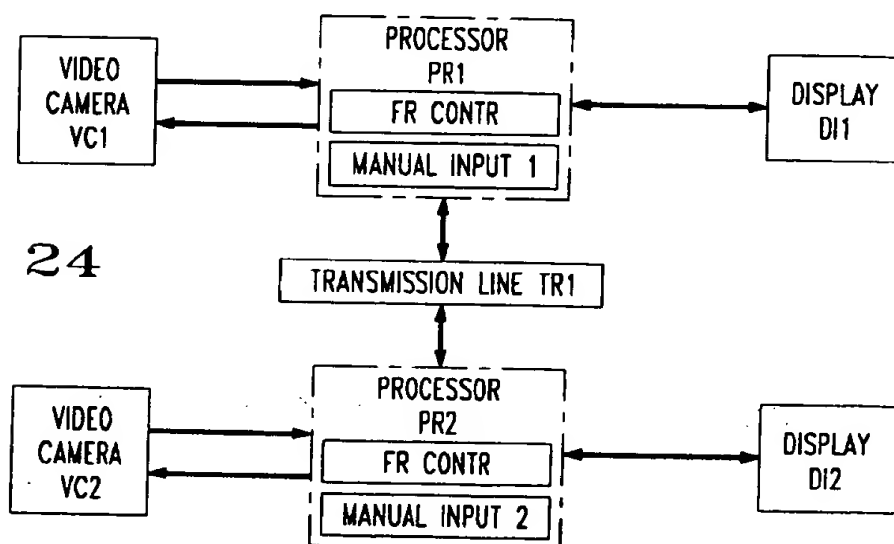 VIDEO
CAMERA
VC1
PROCESSOR
PR1
FR CONTR
MANUAL INPUT 1
DISPLAY
DI1
24
TRANSMISSION LINE TR1
VIDEO
CAMERA
VC2
PROCESSOR
PR2
FR CONTR
MANUAL INPUT 2
DISPLAY
DI2